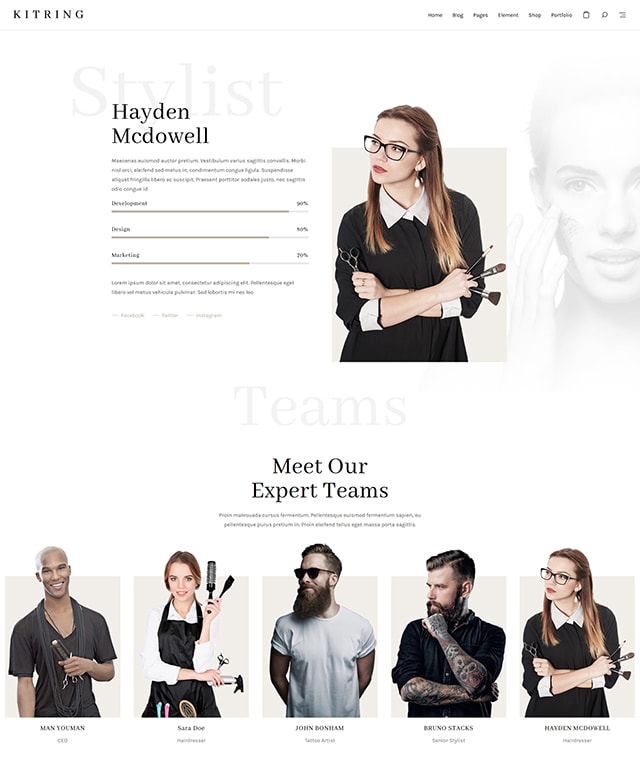 KITRING
Home Blog Pages Element Shop Portfolio
Stylist
Hayden
Mcdowell
Maecenas euismod auctor pretium. Vestibulum varius sagittis convallis. Morbi
nisl orci, eleifend sed metus in, condimentum congue ligula. Suspendisse
aliquet fringilla libero ac suscipit. Praesent porttitor sodales justo, nec sagittis
odio congue id
Development 90%
Design 80%
Marketing 70%
Lorem ipsum dolor sit amet, consectetur adipiscing elit. Pellentesque eget
libero vel metus vehicula pulvinar. Sed lobortis mi nec leo
Facebook Twitter Instagram
Teams
Meet Our
Expert Teams
Proin malesuada cursus fermentum. Pellentesque euismod fermentum sapien, eu
pellentesque purus pretium in. Proin eleifend tellus eget massa porta sagittis.
MAN YOUMAN
CEO
Sara Doe
Hairdresser
JOHN BONHAM
Tattoo Artist
BRUNO STACKS
Senior Stylist
HAYDEN MCDOWELL
Hairdresser